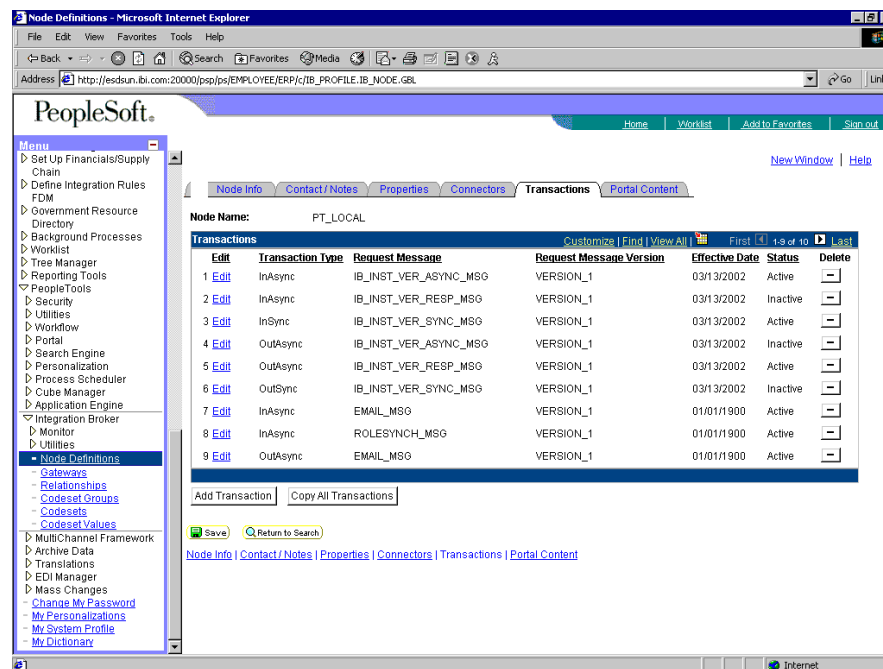 Node Definitions - Microsoft Internet Explorer
File Edit View Favorites Tools Help
Back Search Favorites Media
Address http://esdsun.ibi.com:20000/psp/ps/EMPLOYEE/ERP/c/IB_PROFILE.IB_NODE.GBL Go
PeopleSoft.
Home Worklist Add to Favorites Sign out
Menu
Set Up Financials/Supply
Chain
Define Integration Rules
FDM
Government Resource
Directory
Background Processes
Worklist
Tree Manager
Reporting Tools
PeopleTools
Security
Utilities
Workflow
Portal
Search Engine
Personalization
Process Scheduler
Cube Manager
Application Engine
Integration Broker
Monitor
Utilities
Node Definitions
Gateways
Relationships
Codeset Groups
Codesets
Codeset Values
MultiChannel Framework
Archive Data
Translations
EDI Manager
Mass Changes
Change My Password
My Personalizations
My System Profile
My Dictionary
New Window | Help
Node Info Contact / Notes Properties Connectors Transactions Portal Content
Node Name: PT_LOCAL
Transactions Customize | Find | View All | First 1-9 of 10 Last
Edit Transaction Type Request Message Request Message Version Effective Date Status Delete
1 Edit InAsync IB_INST_VER_ASYNC_MSG VERSION_1 03/13/2002 Active
2 Edit InAsync IB_INST_VER_RESP_MSG VERSION_1 03/13/2002 Inactive
3 Edit InSync IB_INST_VER_SYNC_MSG VERSION_1 03/13/2002 Active
4 Edit OutAsync IB_INST_VER_ASYNC_MSG VERSION_1 03/13/2002 Inactive
5 Edit OutAsync IB_INST_VER_RESP_MSG VERSION_1 03/13/2002 Active
6 Edit OutSync IB_INST_VER_SYNC_MSG VERSION_1 03/13/2002 Inactive
7 Edit InAsync EMAIL_MSG VERSION_1 01/01/1900 Active
8 Edit InAsync ROLESYNCH_MSG VERSION_1 01/01/1900 Active
9 Edit OutAsync EMAIL_MSG VERSION_1 01/01/1900 Active
Add Transaction Copy All Transactions
Save Return to Search
Node Info | Contact / Notes | Properties | Connectors | Transactions | Portal Content
Internet